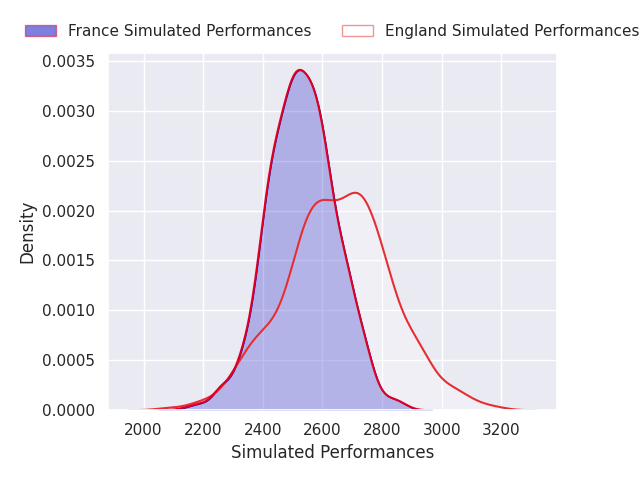 France Simulated Performances England Simulated Performances
0.0035
0.0030
0.0025
0.0020
0.0015
0.0010
0.0005
0.0000
Density
2000 2200 2400 2600 2800 3000 3200
Simulated Performances